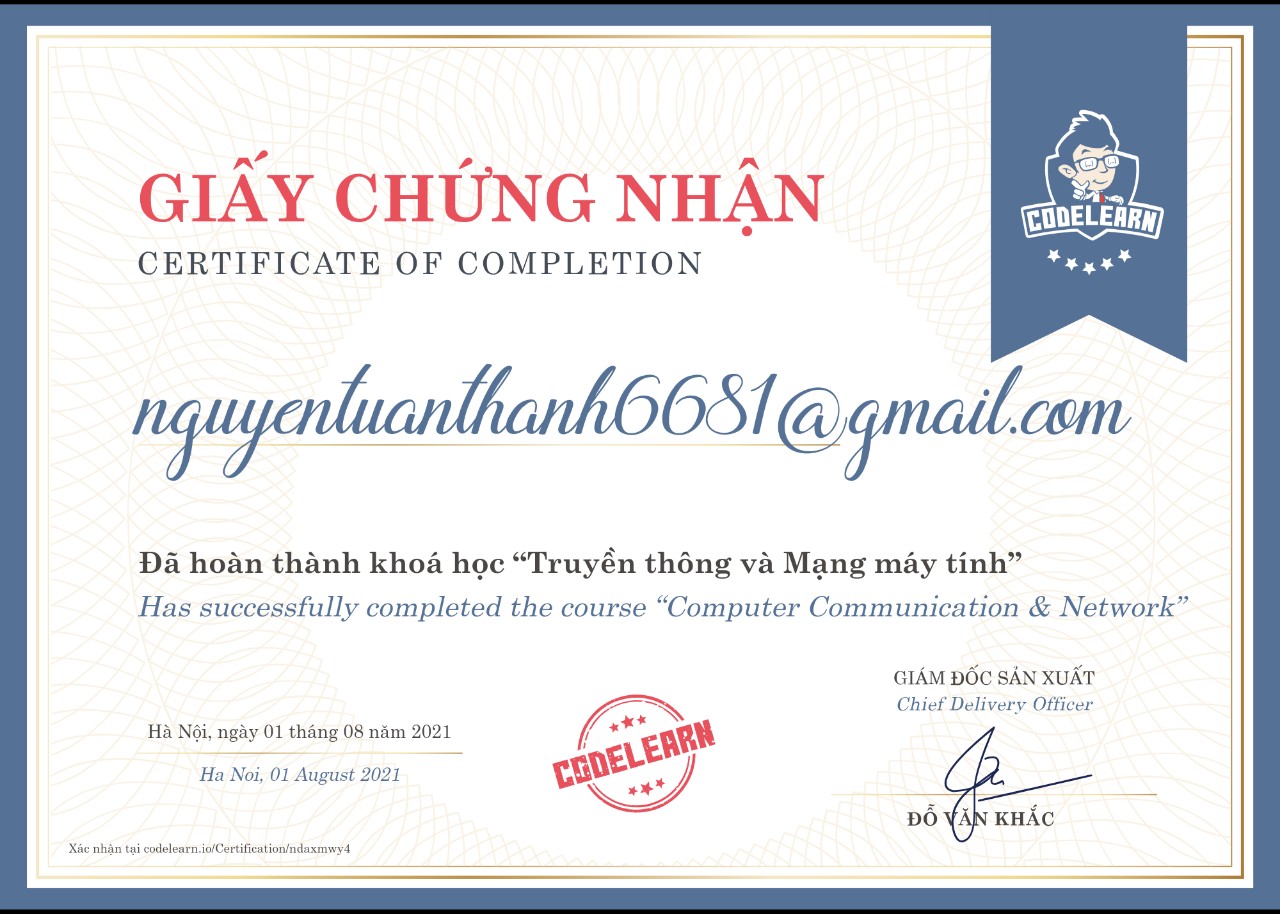 CODELEARN
GIẤY CHỨNG NHẬN
CERTIFICATE OF COMPLETION
nguyentuanthanh6681@gmail.com
Đã hoàn thành khoá học “Truyền thông và Mạng máy tính”
Has successfully completed the course “Computer Communication & Network”
GIÁM ĐỐC SẢN XUẤT
Chief Delivery Officer
Hà Nội, ngày 01 tháng 08 năm 2021
Ha Noi, 01 August 2021
CODELEARN
ĐỖ VĂN KHẮC
Xác nhận tại codelearn.io/Certification/ndaxmwy4